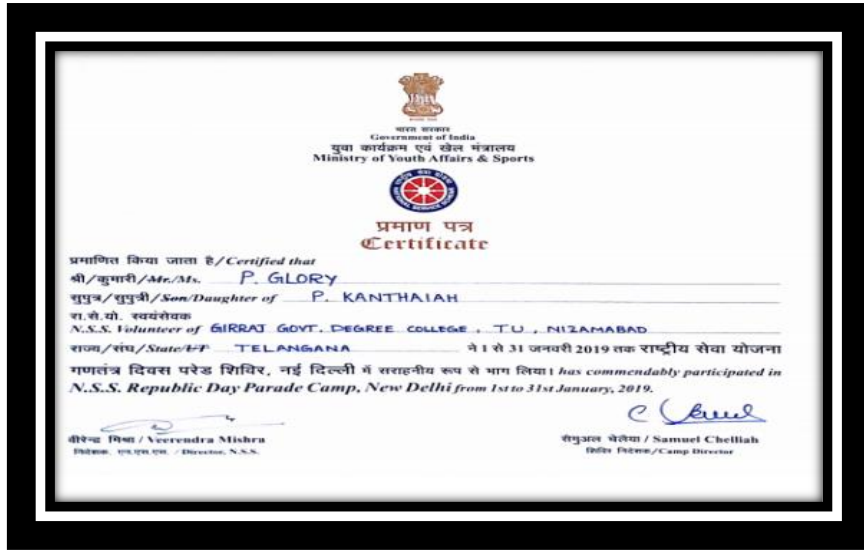 भारत सरकार
Government of India
युवा कार्यक्रम एवं खेल मंत्रालय
Ministry of Youth Affairs & Sports
NATIONAL SERVICE SCHEME
प्रमाण पत्र
Certificate
प्रमाणित किया जाता है/Certified that
श्री/कुमारी/Mr./Ms. P. GLORY
सुपुत्र/सुपुत्री/Son/Daughter of P. KANTHAIAH
रा.से.यो. स्वयंसेवक
N.S.S. Volunteer of GIRRAJ GOVT. DEGREE COLLEGE, TU, NIZAMABAD
राज्य/संघ/State/UT TELANGANA ने 1 से 31 जनवरी 2019 तक राष्ट्रीय सेवा योजना
गणतंत्र दिवस परेड शिविर, नई दिल्ली में सराहनीय रूप से भाग लिया। has commendably participated in
N.S.S. Republic Day Parade Camp, New Delhi from 1st to 31st January, 2019.
वीरेन्द्र मिश्रा / Veerendra Mishra
निदेशक, एन.एस.एस. / Director, N.S.S.
सेमुअल चेलैया / Samuel Chelliah
शिविर निदेशक/Camp Director